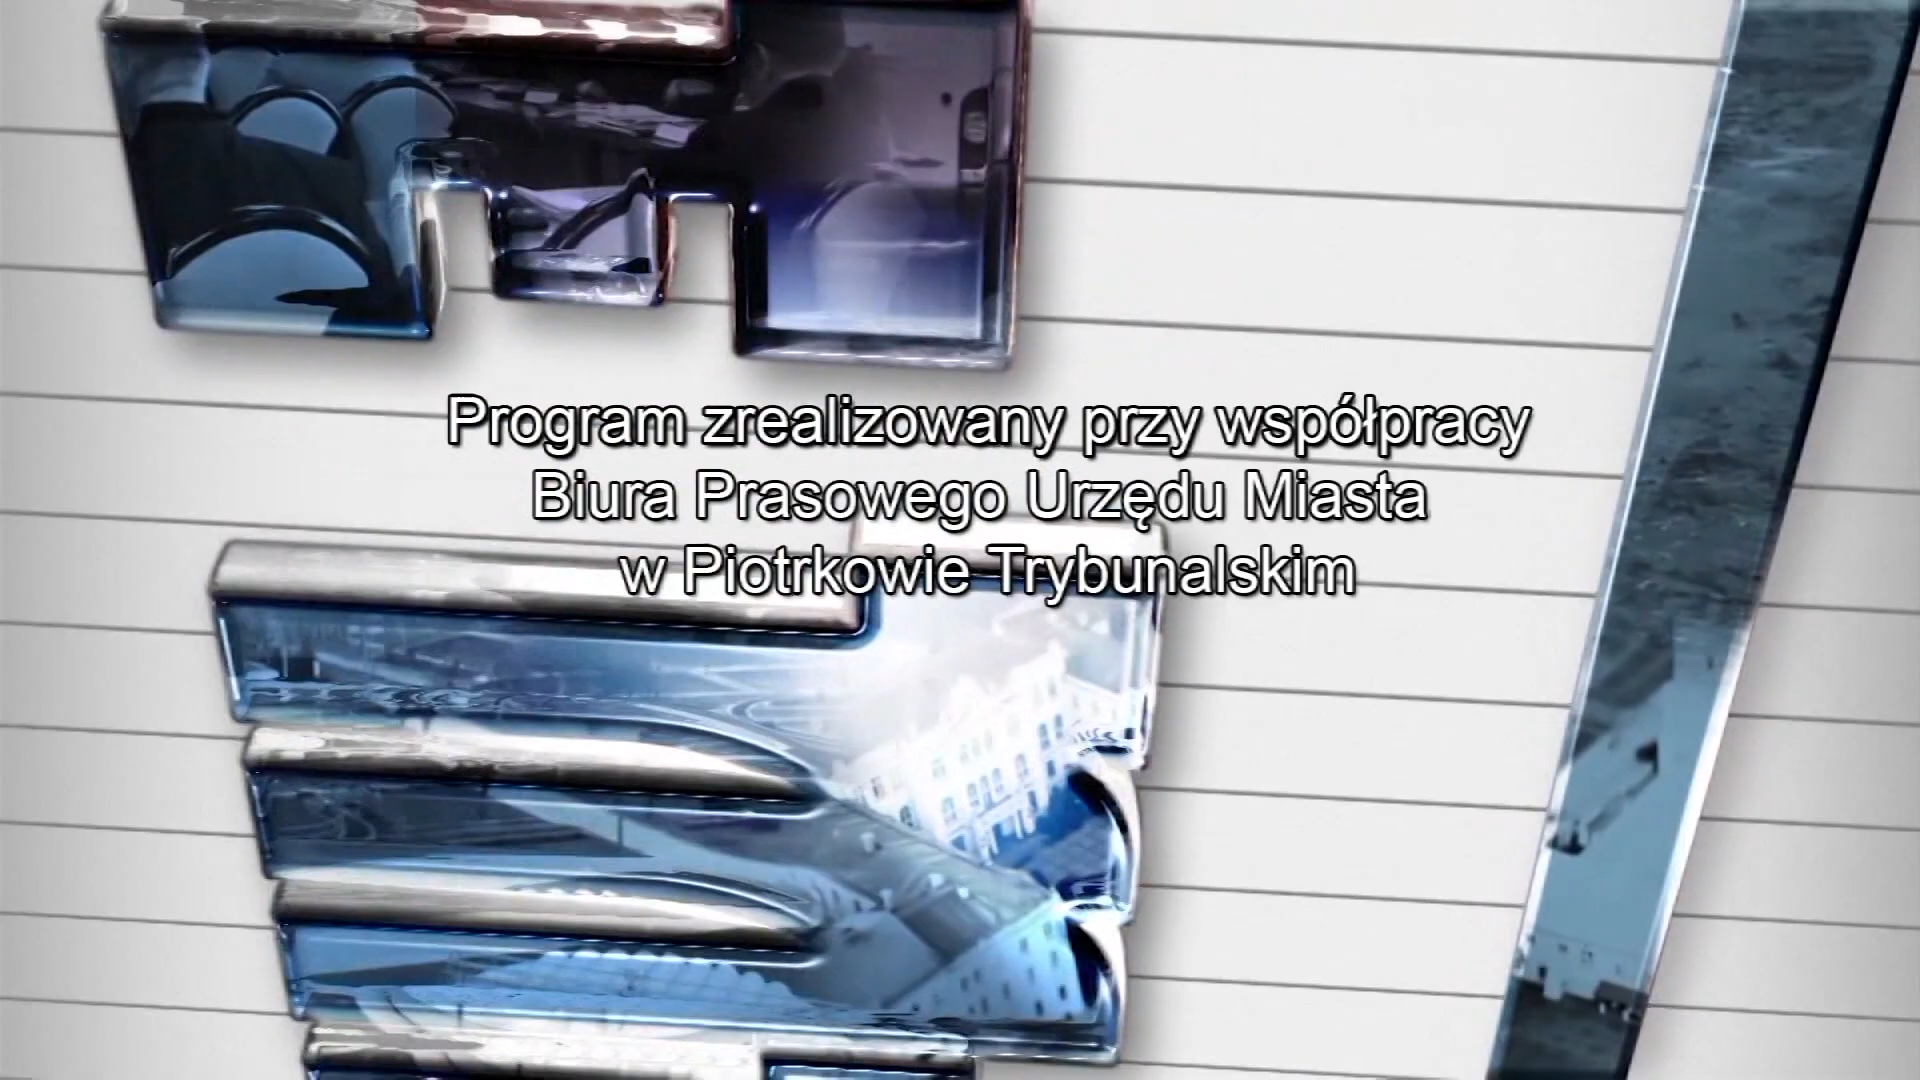 Program zrealizowany przy współpracy
Biura Prasowego Urzędu Miasta
w Piotrkowie Trybunalskim